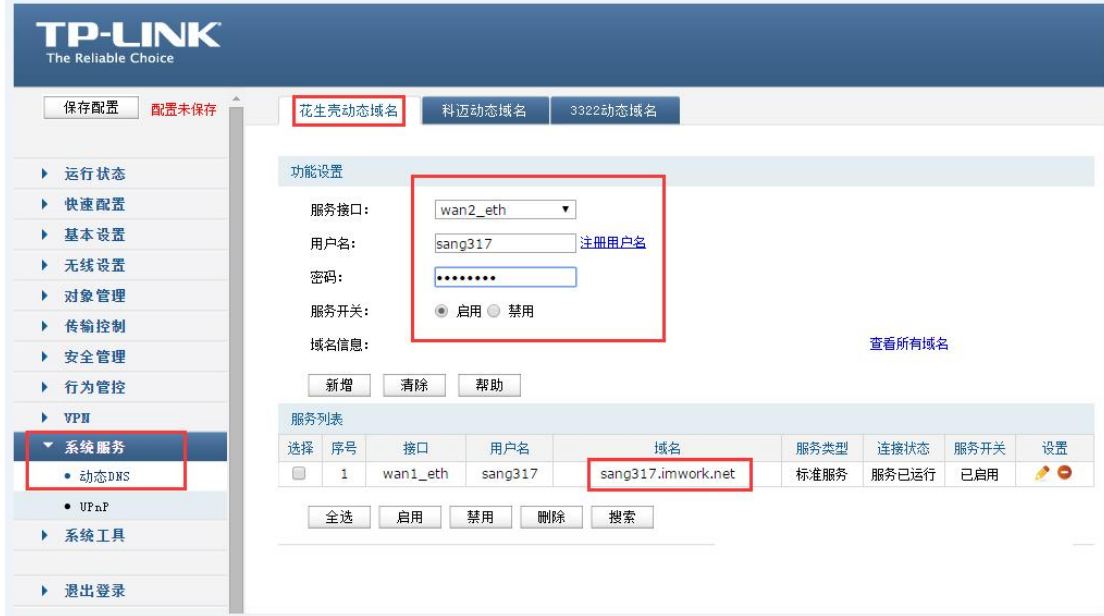 TP-LINK
The Reliable Choice
保存配置 配置未保存
花生壳动态域名 科迈动态域名 3322动态域名
运行状态
快速配置
基本设置
无线设置
对象管理
传输控制
安全管理
行为管控
VPN
系统服务
动态DNS
UPnP
系统工具
退出登录
功能设置
服务接口: wan2_eth
用户名: sang317 注册用户名
密码: ••••••••
服务开关: 启用 禁用
域名信息: 查看所有域名
新增 清除 帮助
服务列表
选择 序号 接口 用户名 域名 服务类型 连接状态 服务开关 设置
1 wan1_eth sang317 sang317.imwork.net 标准服务 服务已运行 已启用
全选 启用 禁用 删除 搜索